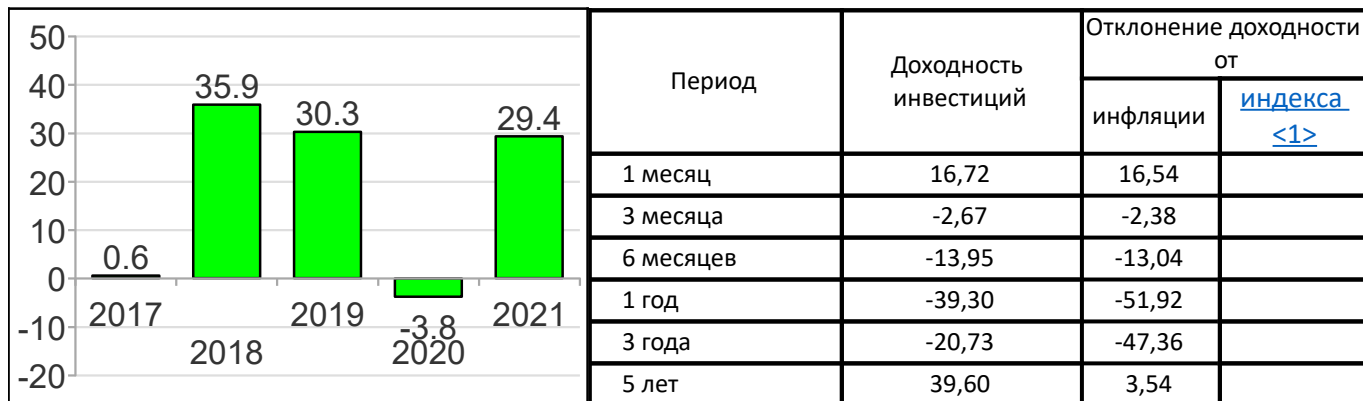 50
40
30
20
10
0
-10
-20
0.6
35.9
30.3
-3.8
29.4
2017
2018
2019
2020
2021
Период
Доходность
инвестиций
Отклонение доходности
от
инфляции
индекса
<1>
1 месяц 16,72 16,54
3 месяца -2,67 -2,38
6 месяцев -13,95 -13,04
1 год -39,30 -51,92
3 года -20,73 -47,36
5 лет 39,60 3,54